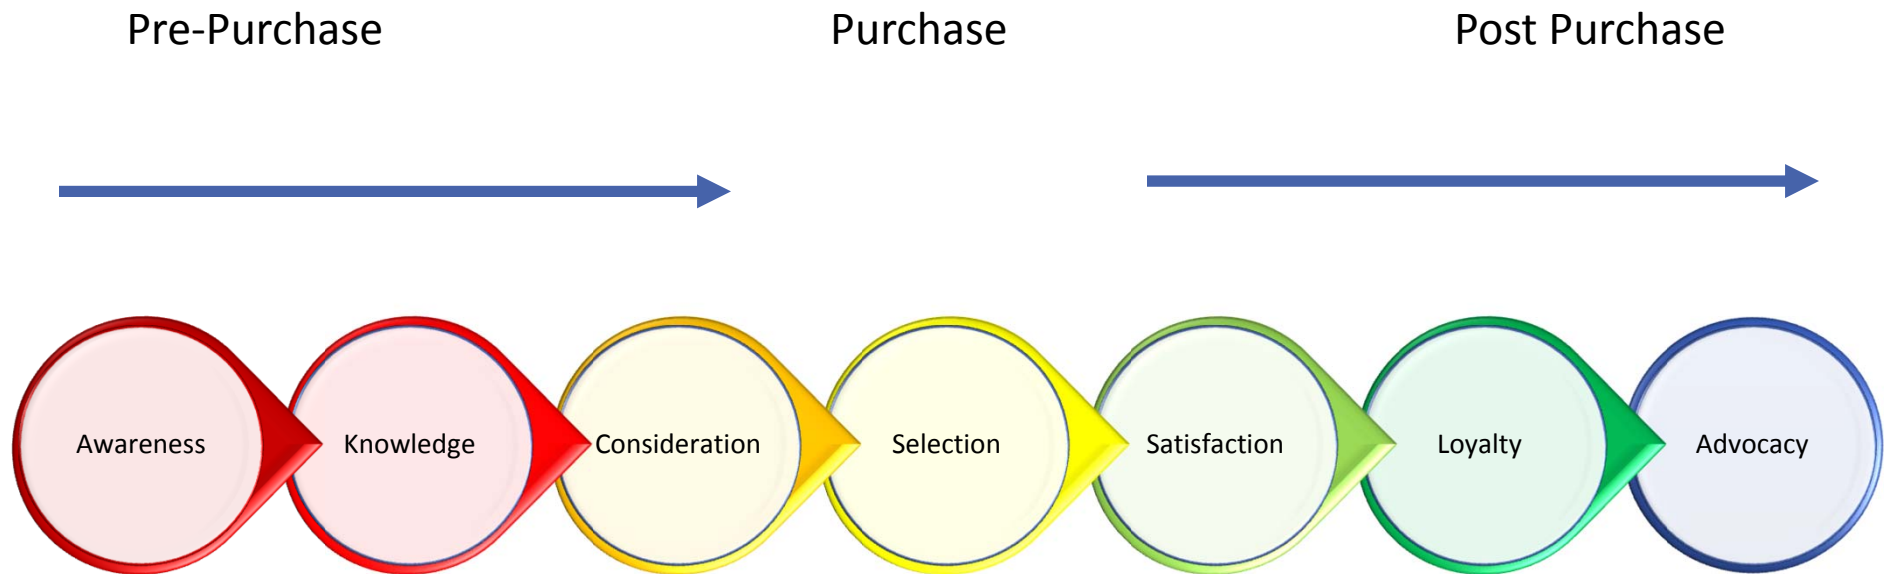 Pre-Purchase
Purchase
Post Purchase
Awareness
Knowledge
Consideration
Selection
Satisfaction
Loyalty
Advocacy